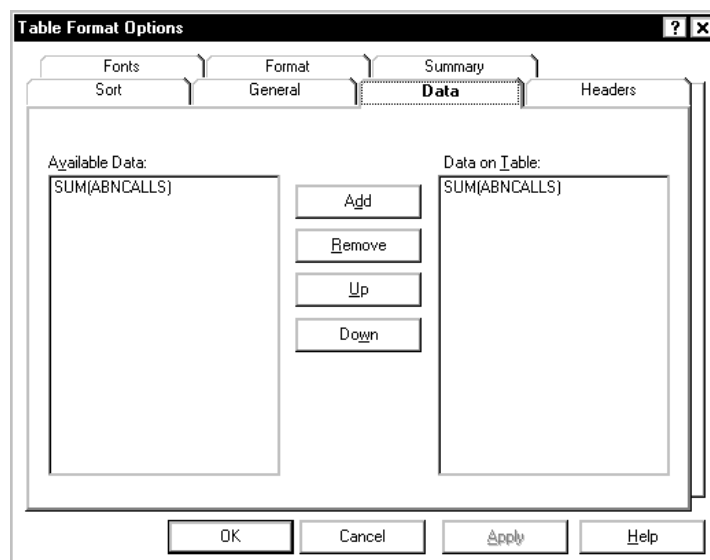 Table Format Options
Fonts Format Summary
Sort General Data Headers
Available Data:
SUM(ABNCALLS)
Add
Remove
Up
Down
Data on Table:
SUM(ABNCALLS)
OK Cancel Apply Help